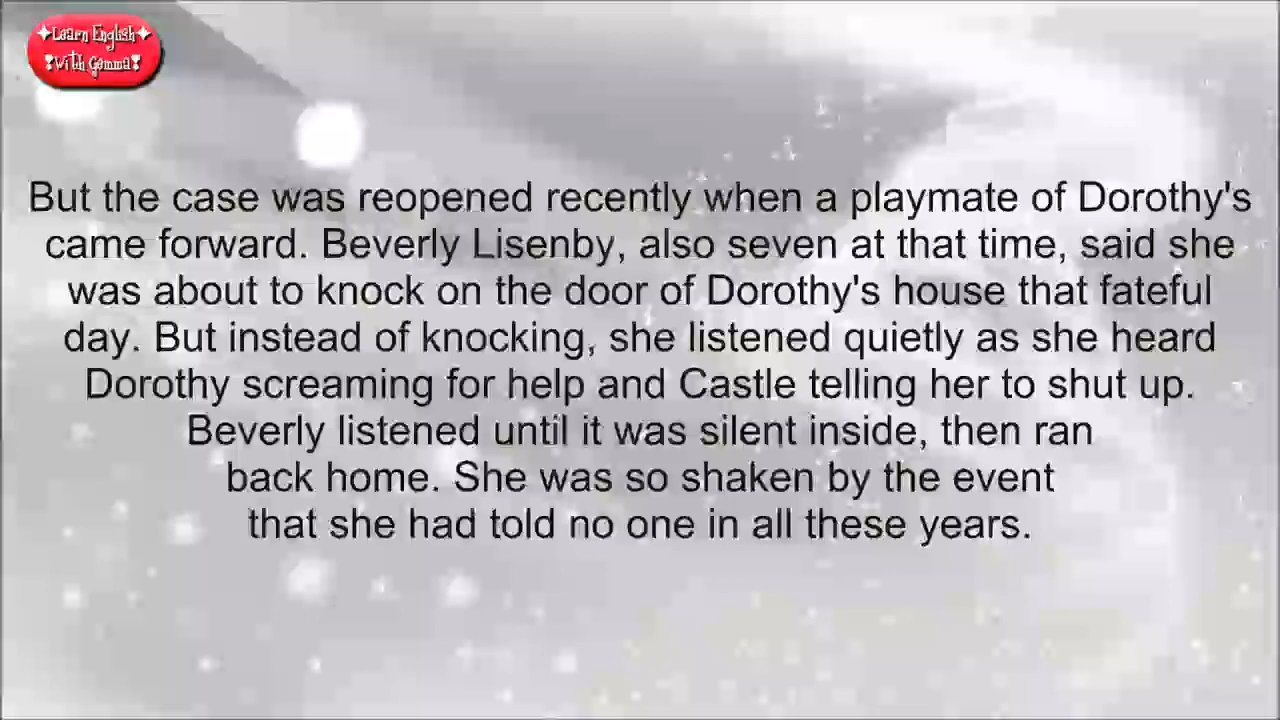 ✦Learn English✦
❣With Gemma❣
But the case was reopened recently when a playmate of Dorothy's
came forward. Beverly Lisenby, also seven at that time, said she
was about to knock on the door of Dorothy's house that fateful
day. But instead of knocking, she listened quietly as she heard
Dorothy screaming for help and Castle telling her to shut up.
Beverly listened until it was silent inside, then ran
back home. She was so shaken by the event
that she had told no one in all these years.